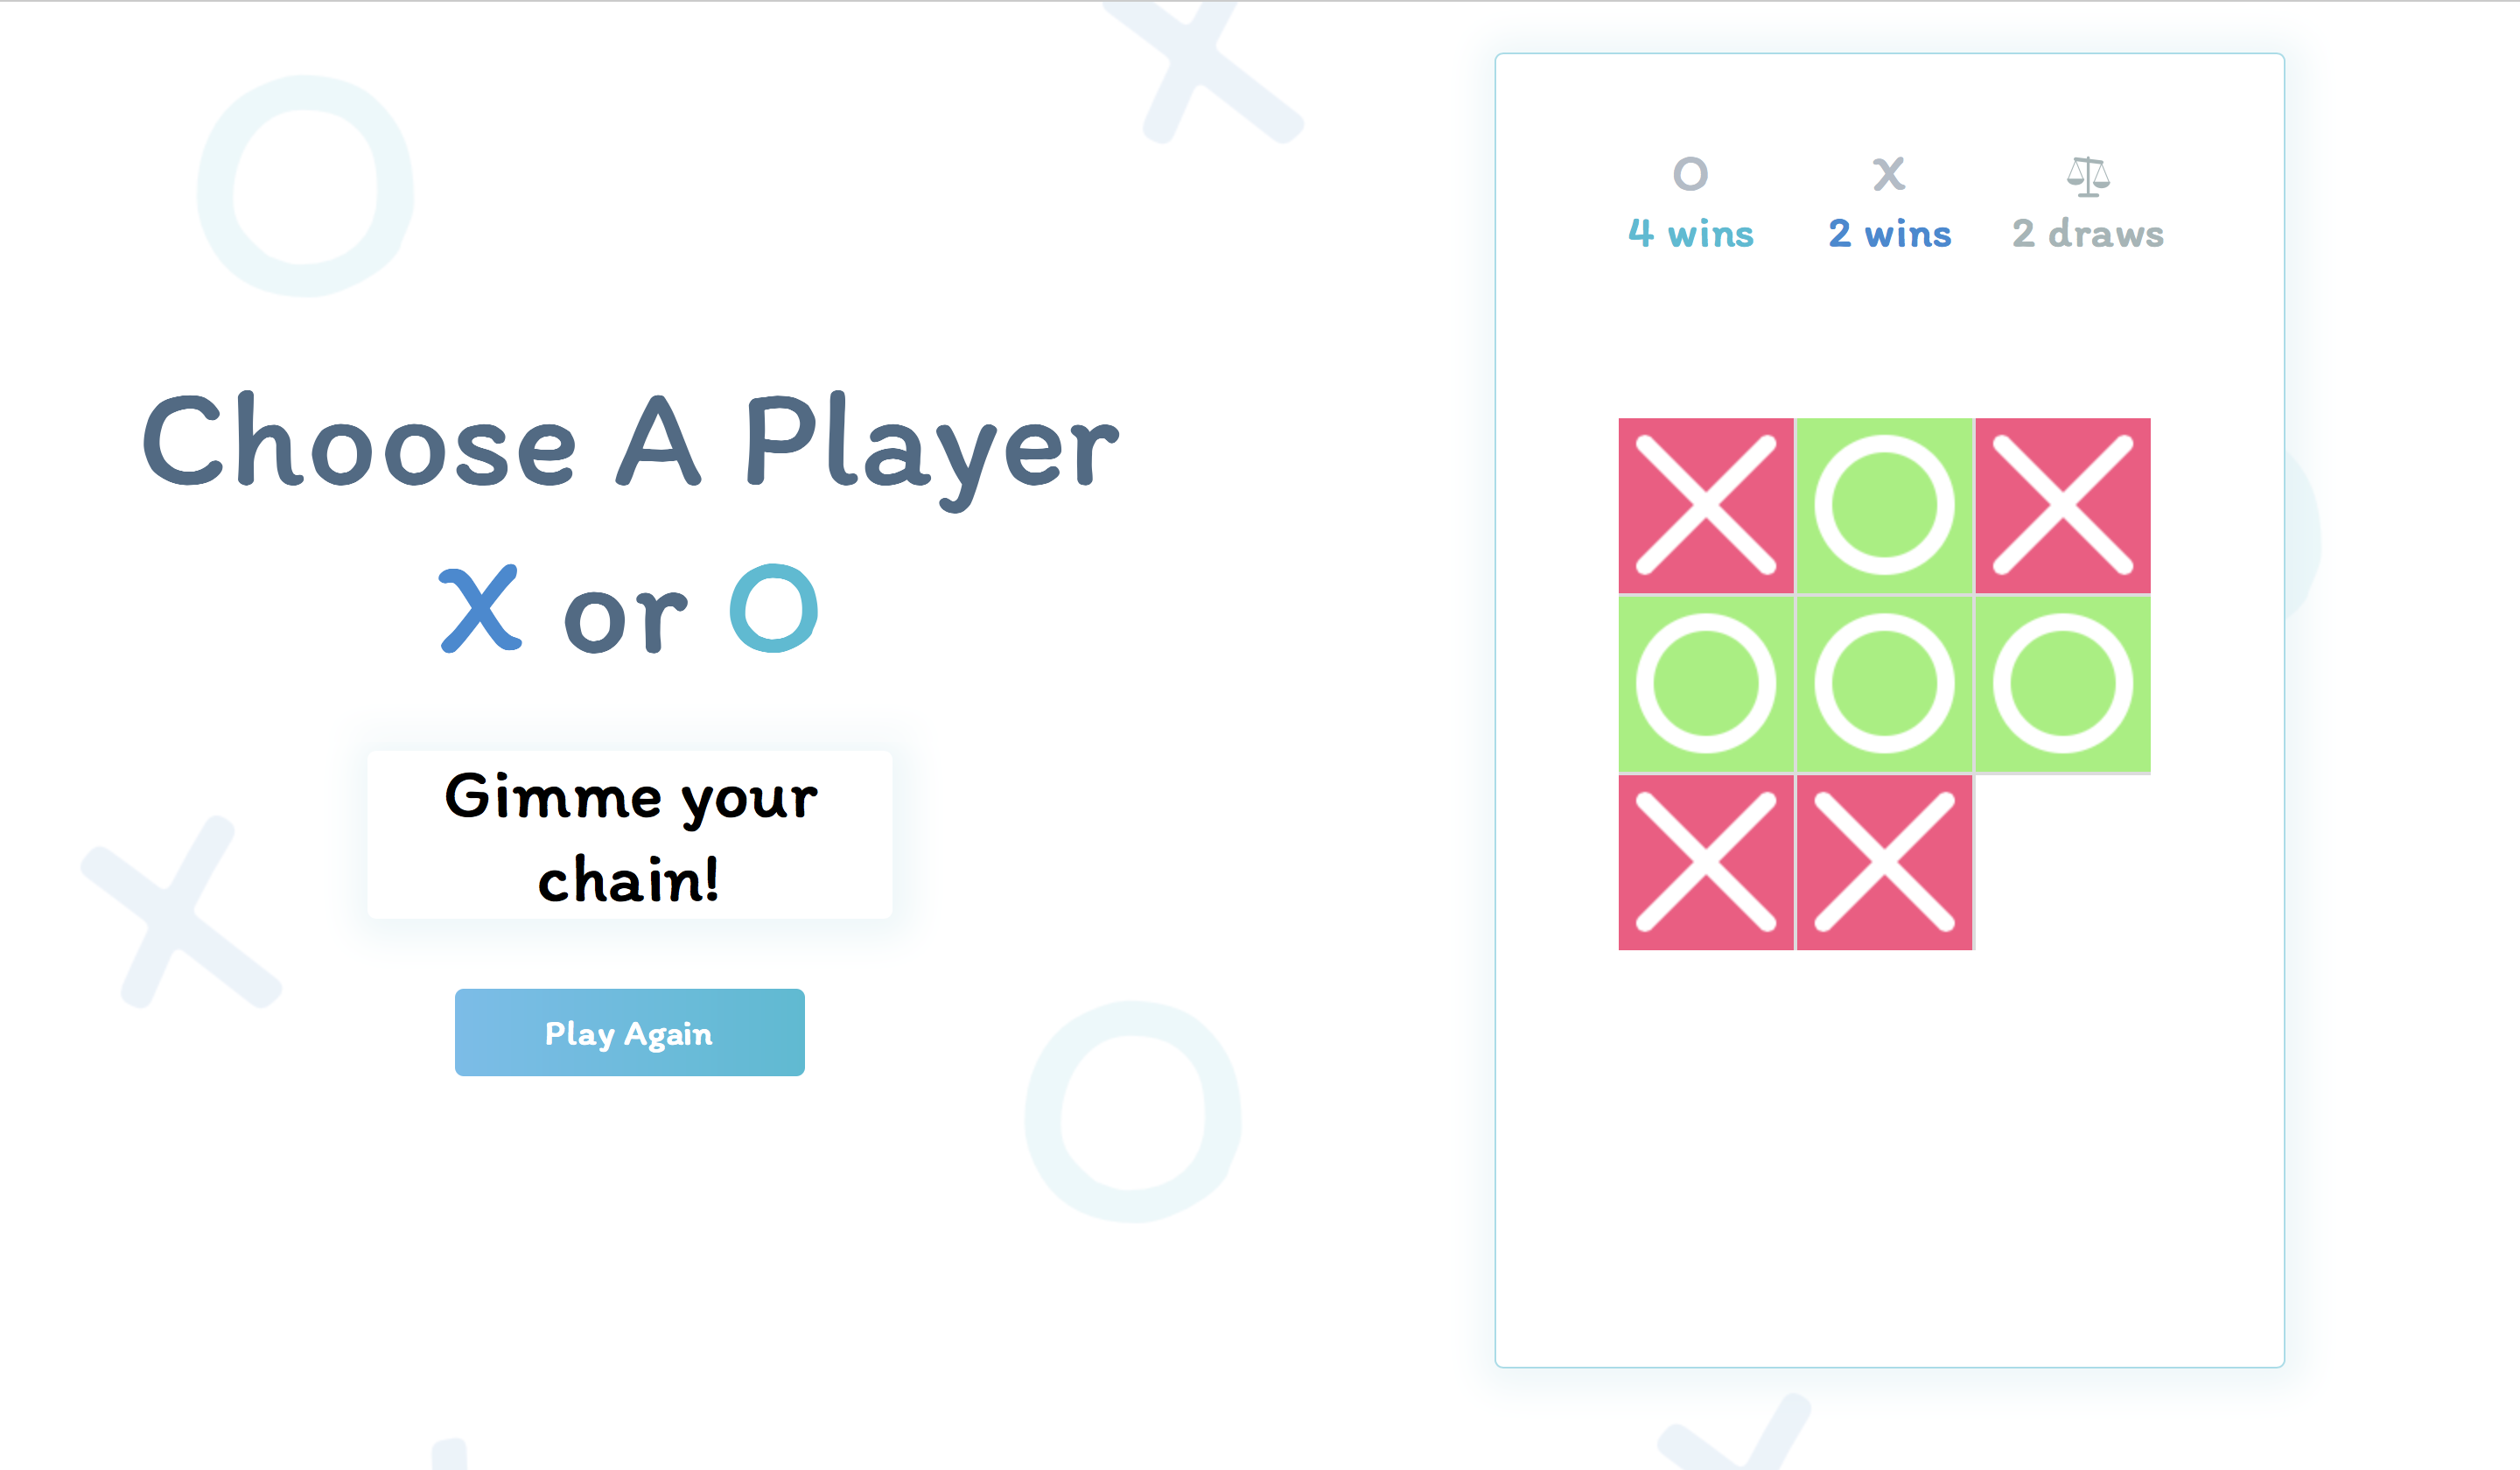 Choose A Player
X or O
Gimme your
chain!
Play Again
O X
4 wins 2 wins 2 draws
X O X
O O O
X X